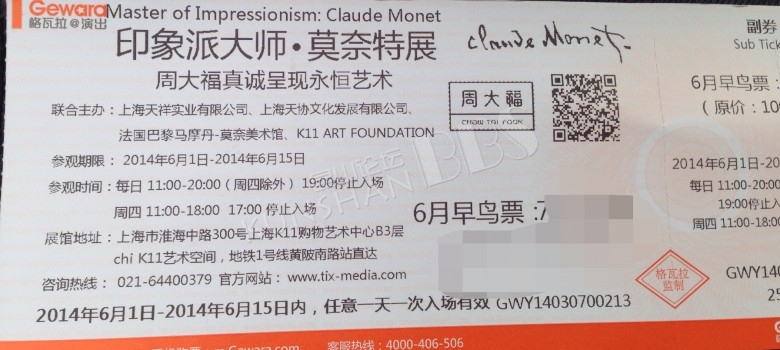 Gewara
格瓦拉@演出
Master of Impressionism: Claude Monet
印象派大师·莫奈特展
Claude Monet
周大福真诚呈现永恒艺术
周大福
CHOW TAI FOOK
联合主办：上海天祥实业有限公司、上海天协文化发展有限公司、
法国巴黎马摩丹-莫奈美术馆、K11 ART FOUNDATION
参观期限： 2014年6月1日-2014年6月15日
参观时间：每日 11:00-20:00（周四除外） 19:00停止入场
周四 11:00-18:00 17:00 停止入场
6月早鸟票 :7
展馆地址：上海市淮海中路300号上海K11购物艺术中心B3层
chi K11艺术空间，地铁1号线黄陂南路站直达
咨询热线： 021-64400379 官方网站：www.tix-media.com
2014年6月1日-2014年6月15日内，任意一天一次入场有效 GWY14030700213
Gewara.com 客服热线：4000-406-506
格瓦拉
监制
副券
Sub Tick
6月早鸟票：
（原价：10
2014年6月1日-20
每日 11:00-20:00
19:00停止入
周四 11:00-18:0
GWY140
25
KUNSHAN BBS